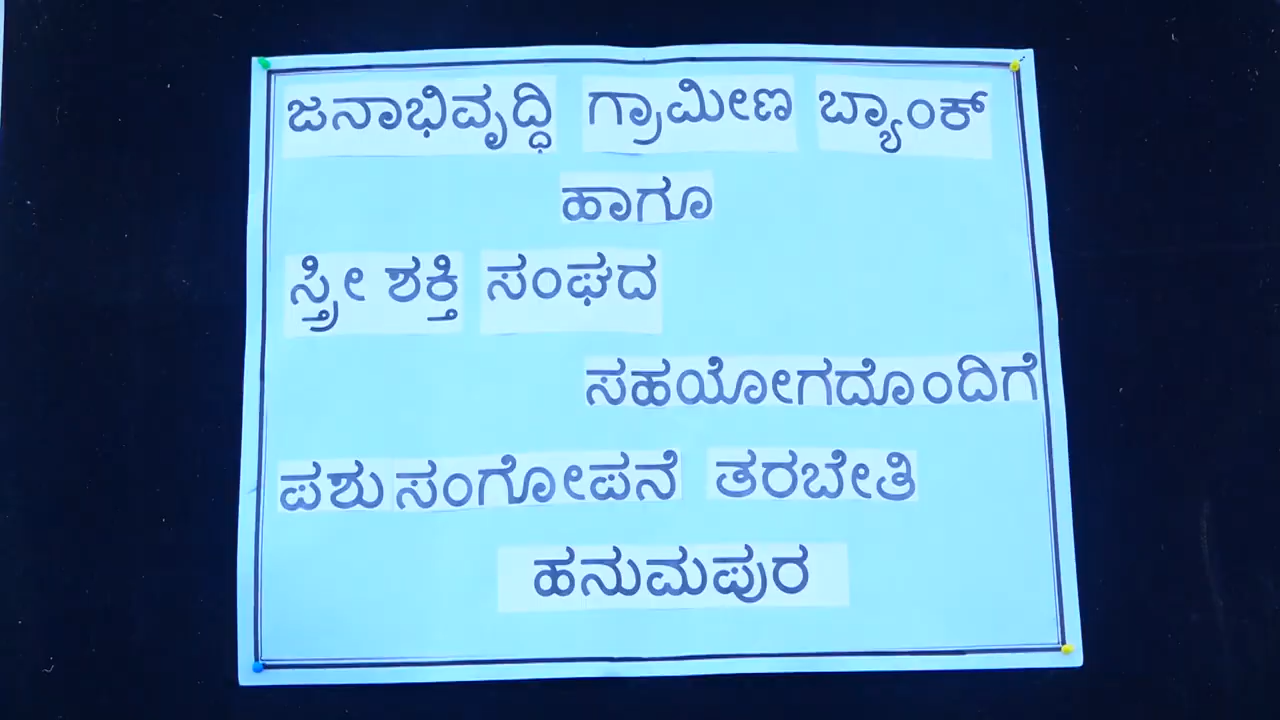 ಜನಾಭಿವೃದ್ಧಿ ಗ್ರಾಮೀಣ ಬ್ಯಾಂಕ್
ಹಾಗೂ
ಸ್ತ್ರೀ ಶಕ್ತಿ ಸಂಘದ
ಸಹಯೋಗದೊಂದಿಗೆ
ಪಶು ಸಂಗೋಪನೆ ತರಬೇತಿ
ಹನುಮಪುರ